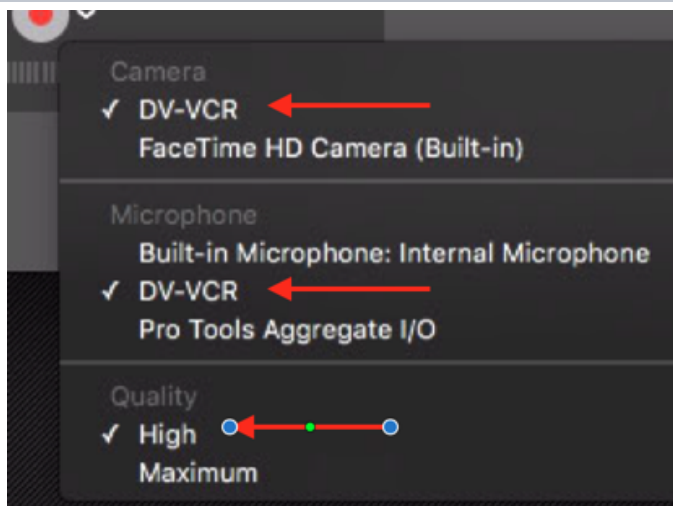 Camera
✓ DV-VCR
FaceTime HD Camera (Built-in)
Microphone
Built-in Microphone: Internal Microphone
✓ DV-VCR
Pro Tools Aggregate I/O
Quality
✓ High
Maximum